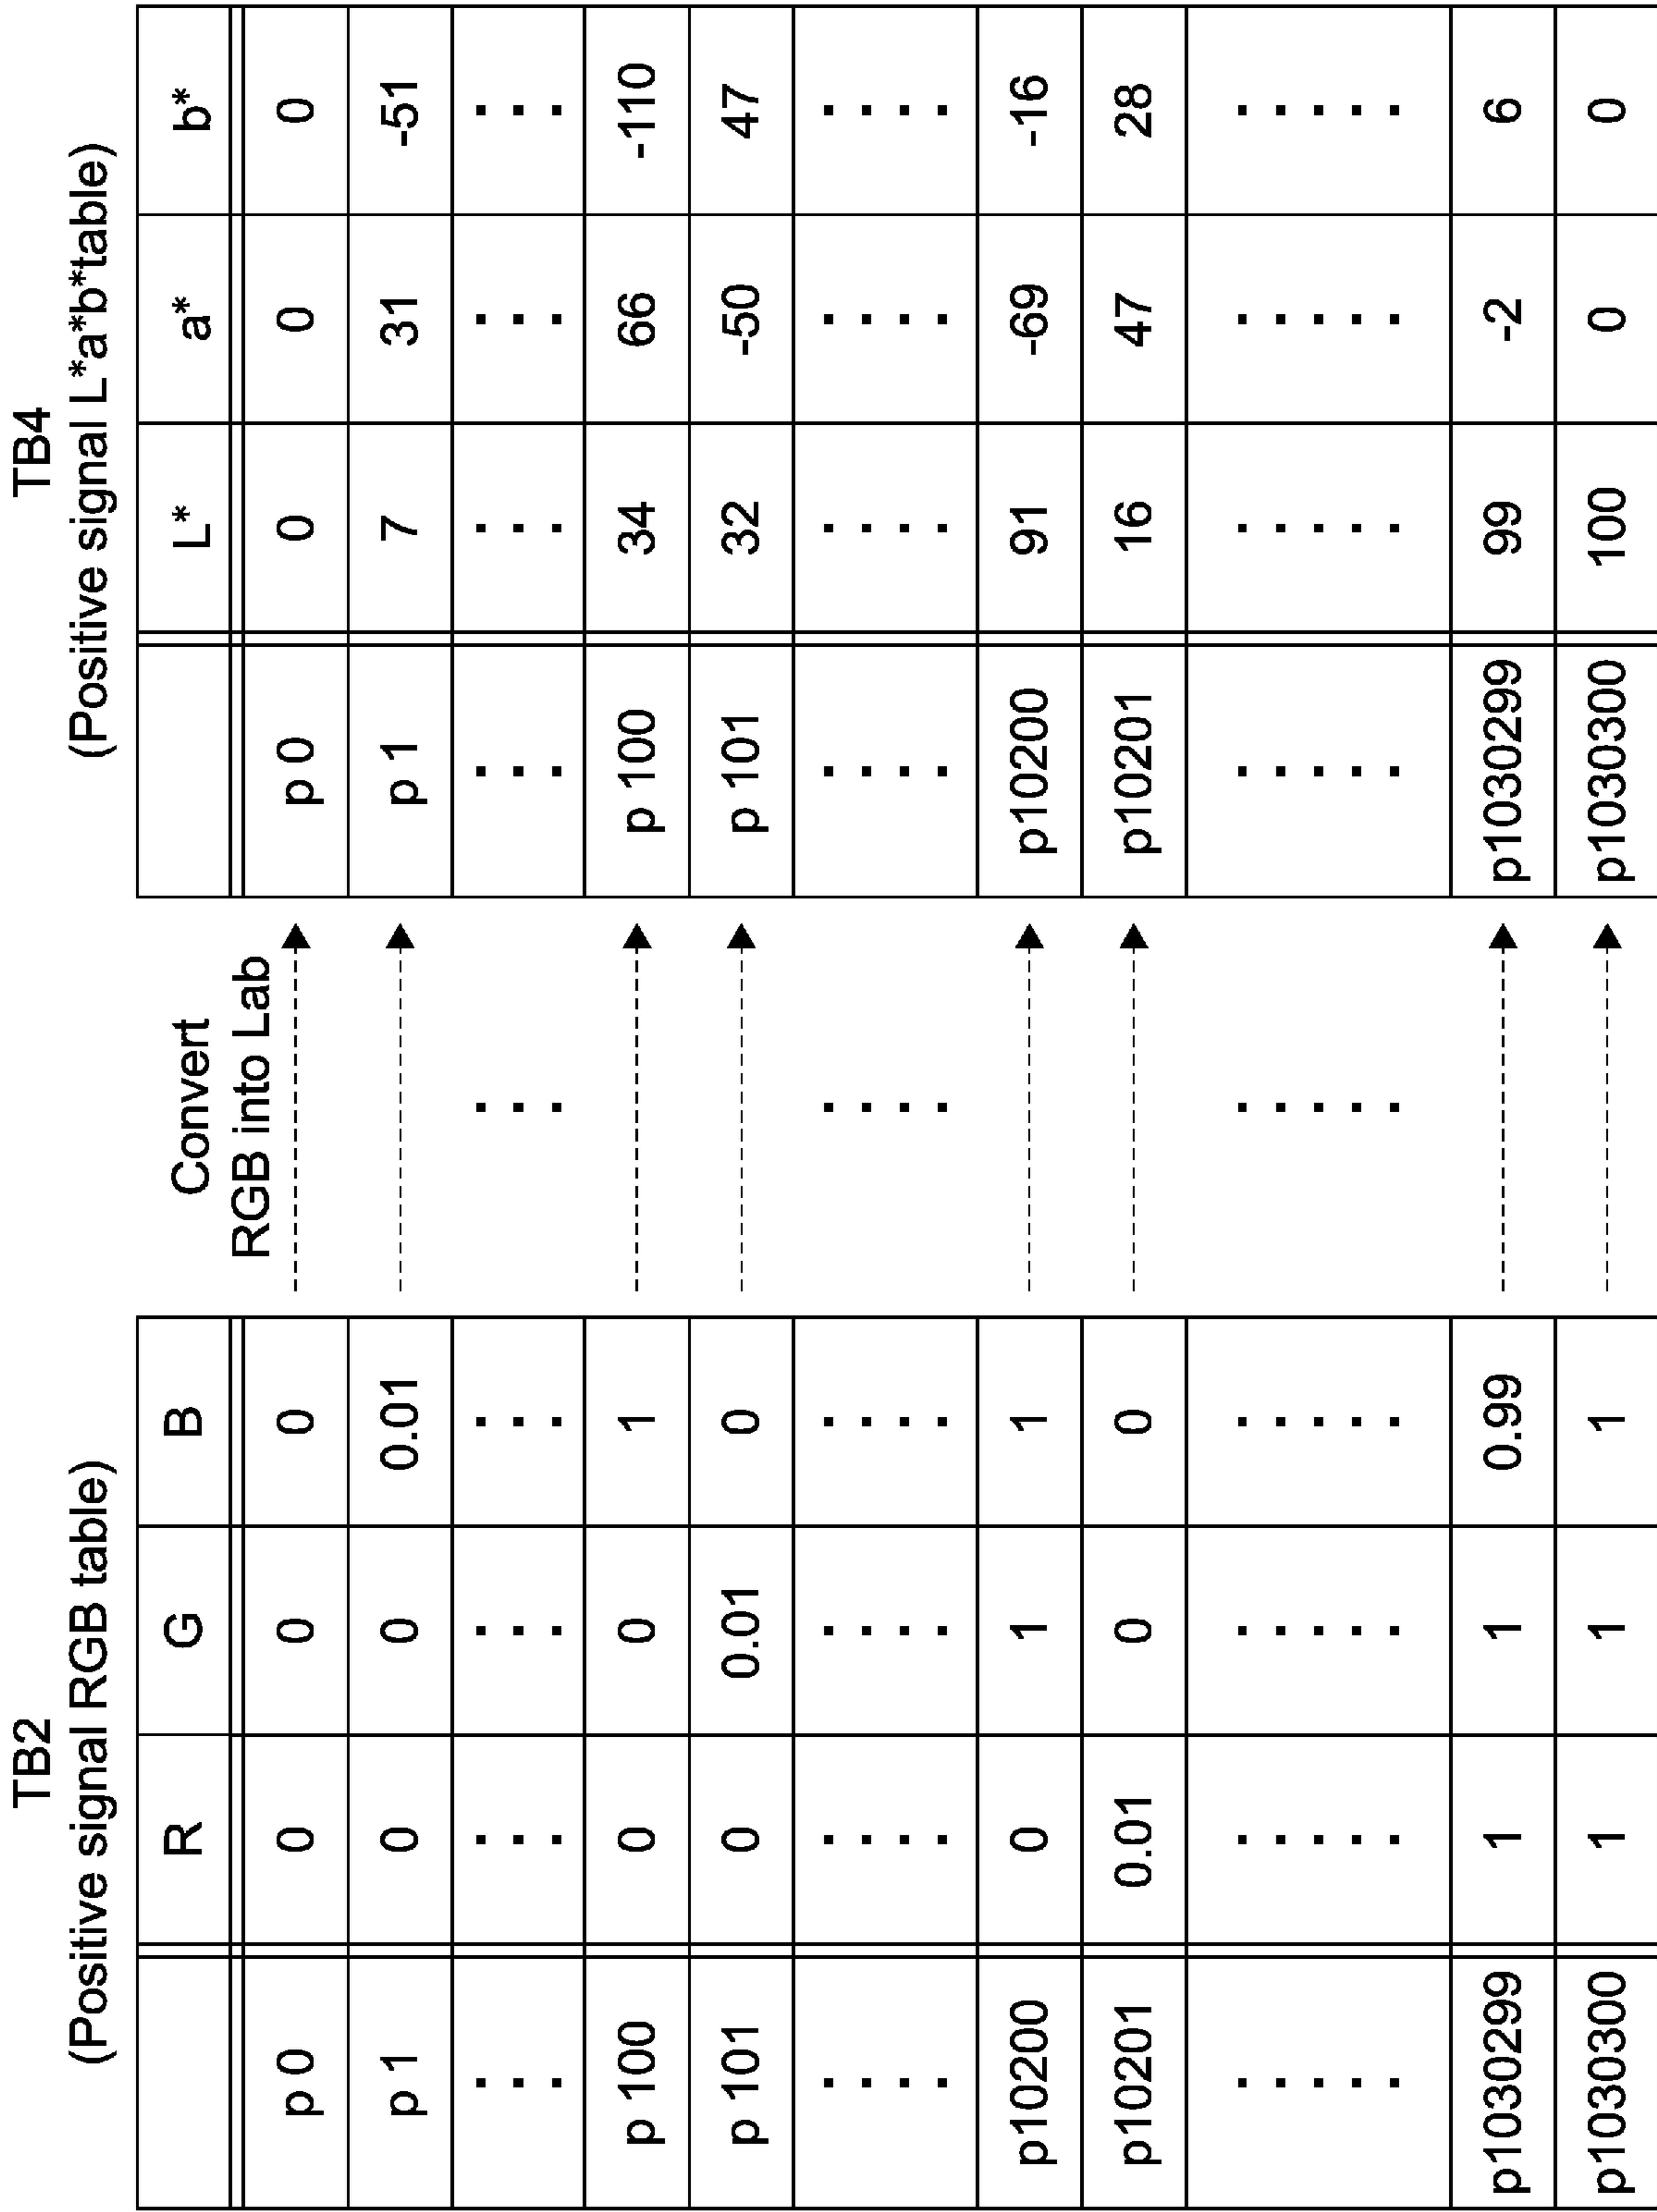 TB2
(Positive signal RGB table)
R G B
p 0 0 0 0
p 1 0 0 0.01
p 100 0 0 1
p 101 0 0.01 0
p10200 0 1 1
p10201 0.01 0 0
p1030299 1 1 0.99
p1030300 1 1 1
Convert
RGB into Lab
TB4
(Positive signal L*a*b*table)
L* a* b*
p 0 0 0 0
p 1 7 31 -51
p 100 34 66 -110
p 101 32 -50 47
p10200 91 -69 -16
p10201 16 47 28
p1030299 99 -2 6
p1030300 100 0 0